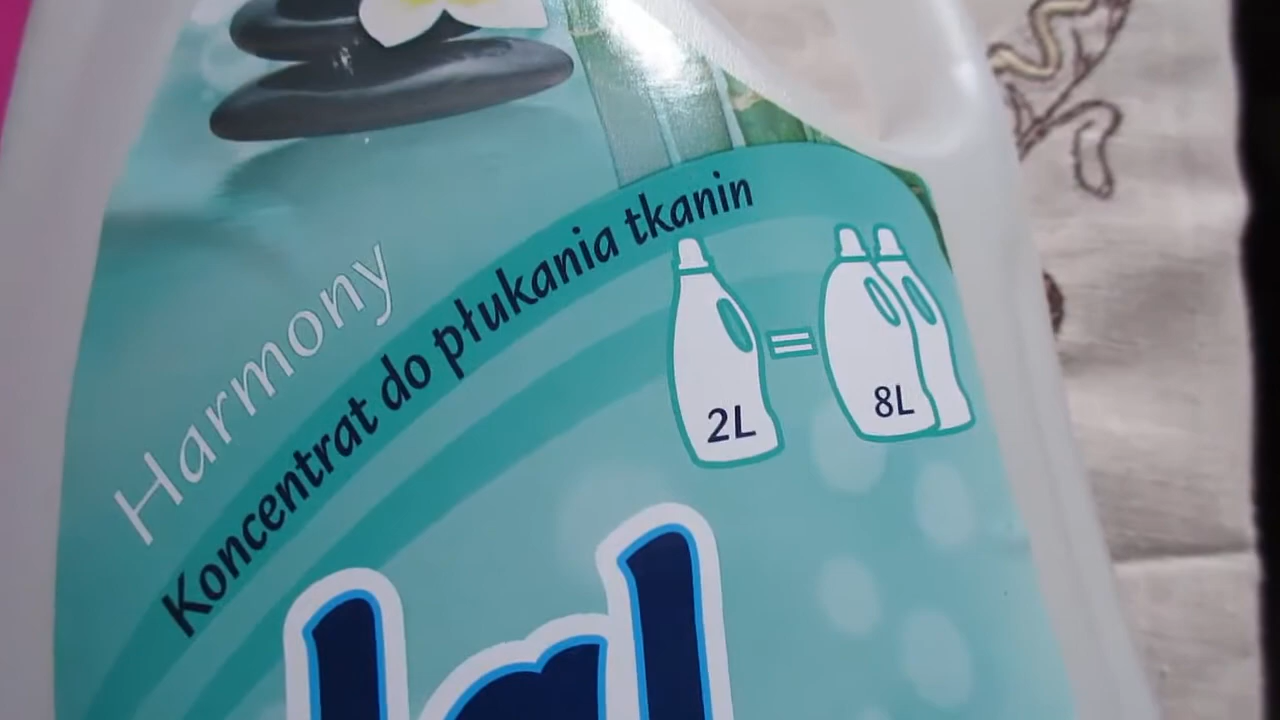 Harmony
Koncentrat do płukania tkanin
2L = 8L